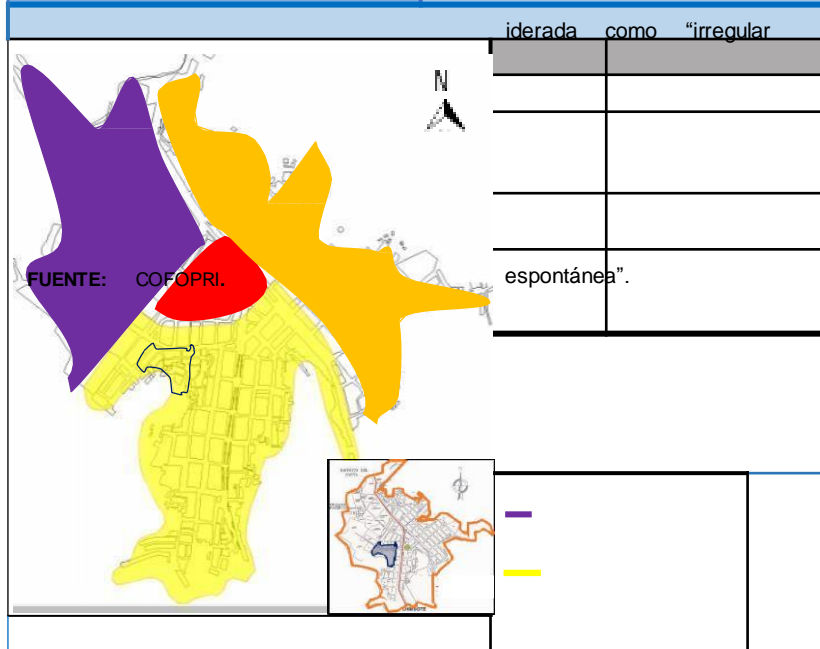 iderada como “irregular
N
FUENTE: COFOPRI.
espontánea”.